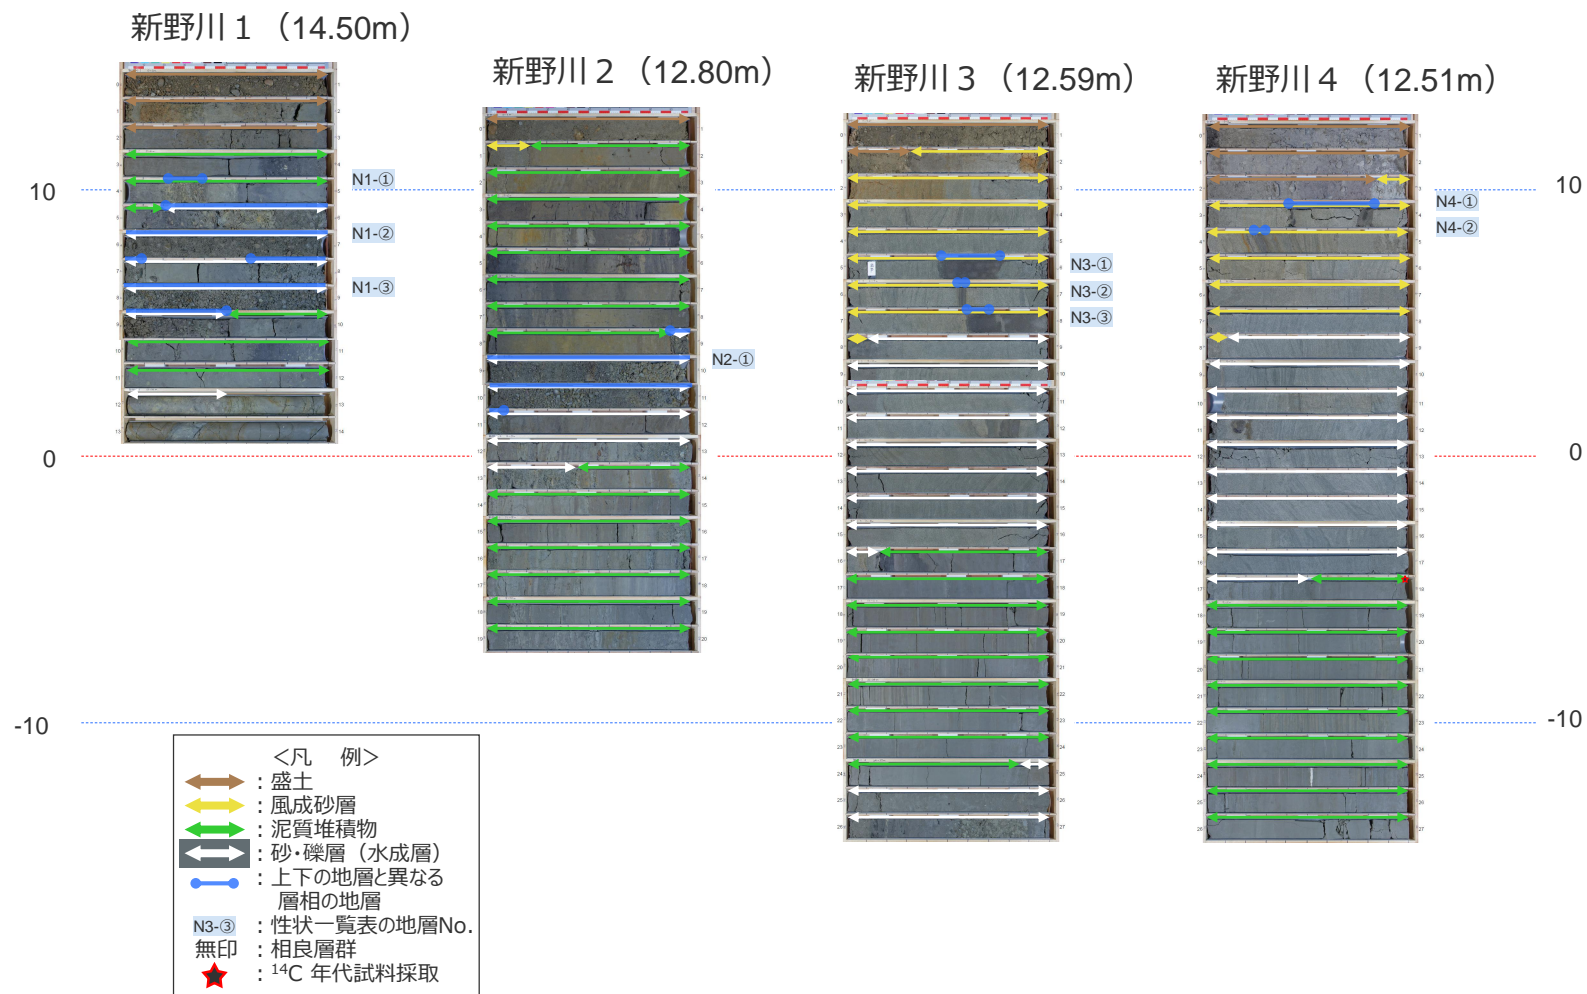 新野川１（14.50m）
新野川２（12.80m）
新野川３（12.59m）
新野川４（12.51m）
10
10
0
0
-10
-10
N1-①
N1-②
N1-③
N2-①
N3-①
N3-②
N3-③
N4-①
N4-②
＜凡　例＞
：盛土
：風成砂層
：泥質堆積物
：砂・礫層（水成層）
：上下の地層と異なる
層相の地層
N3-③ ：性状一覧表の地層No.
無印 ：相良層群
：14C 年代試料採取